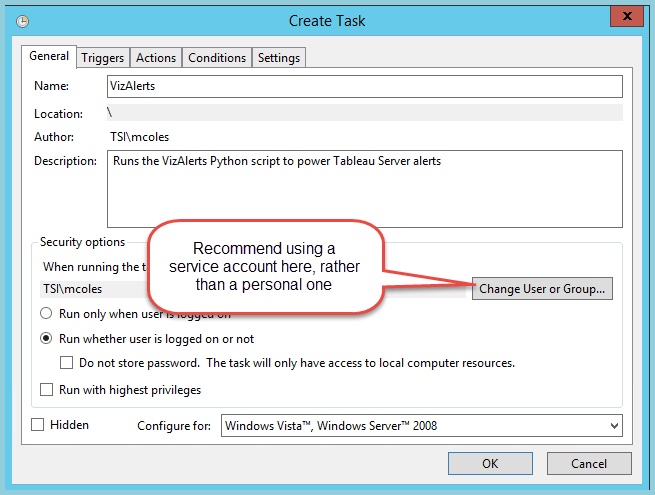 Create Task
x
General Triggers Actions Conditions Settings
Name: VizAlerts
Location: \
Author: TSI\mcoles
Description: Runs the VizAlerts Python script to power Tableau Server alerts
Security options
When running the t
Recommend using a
service account here, rather
than a personal one
TSI\mcoles
Change User or Group...
Run only when user is logged on
Run whether user is logged on or not
Do not store password. The task will only have access to local computer resources.
Run with highest privileges
Hidden Configure for: Windows Vista™, Windows Server™ 2008
OK Cancel